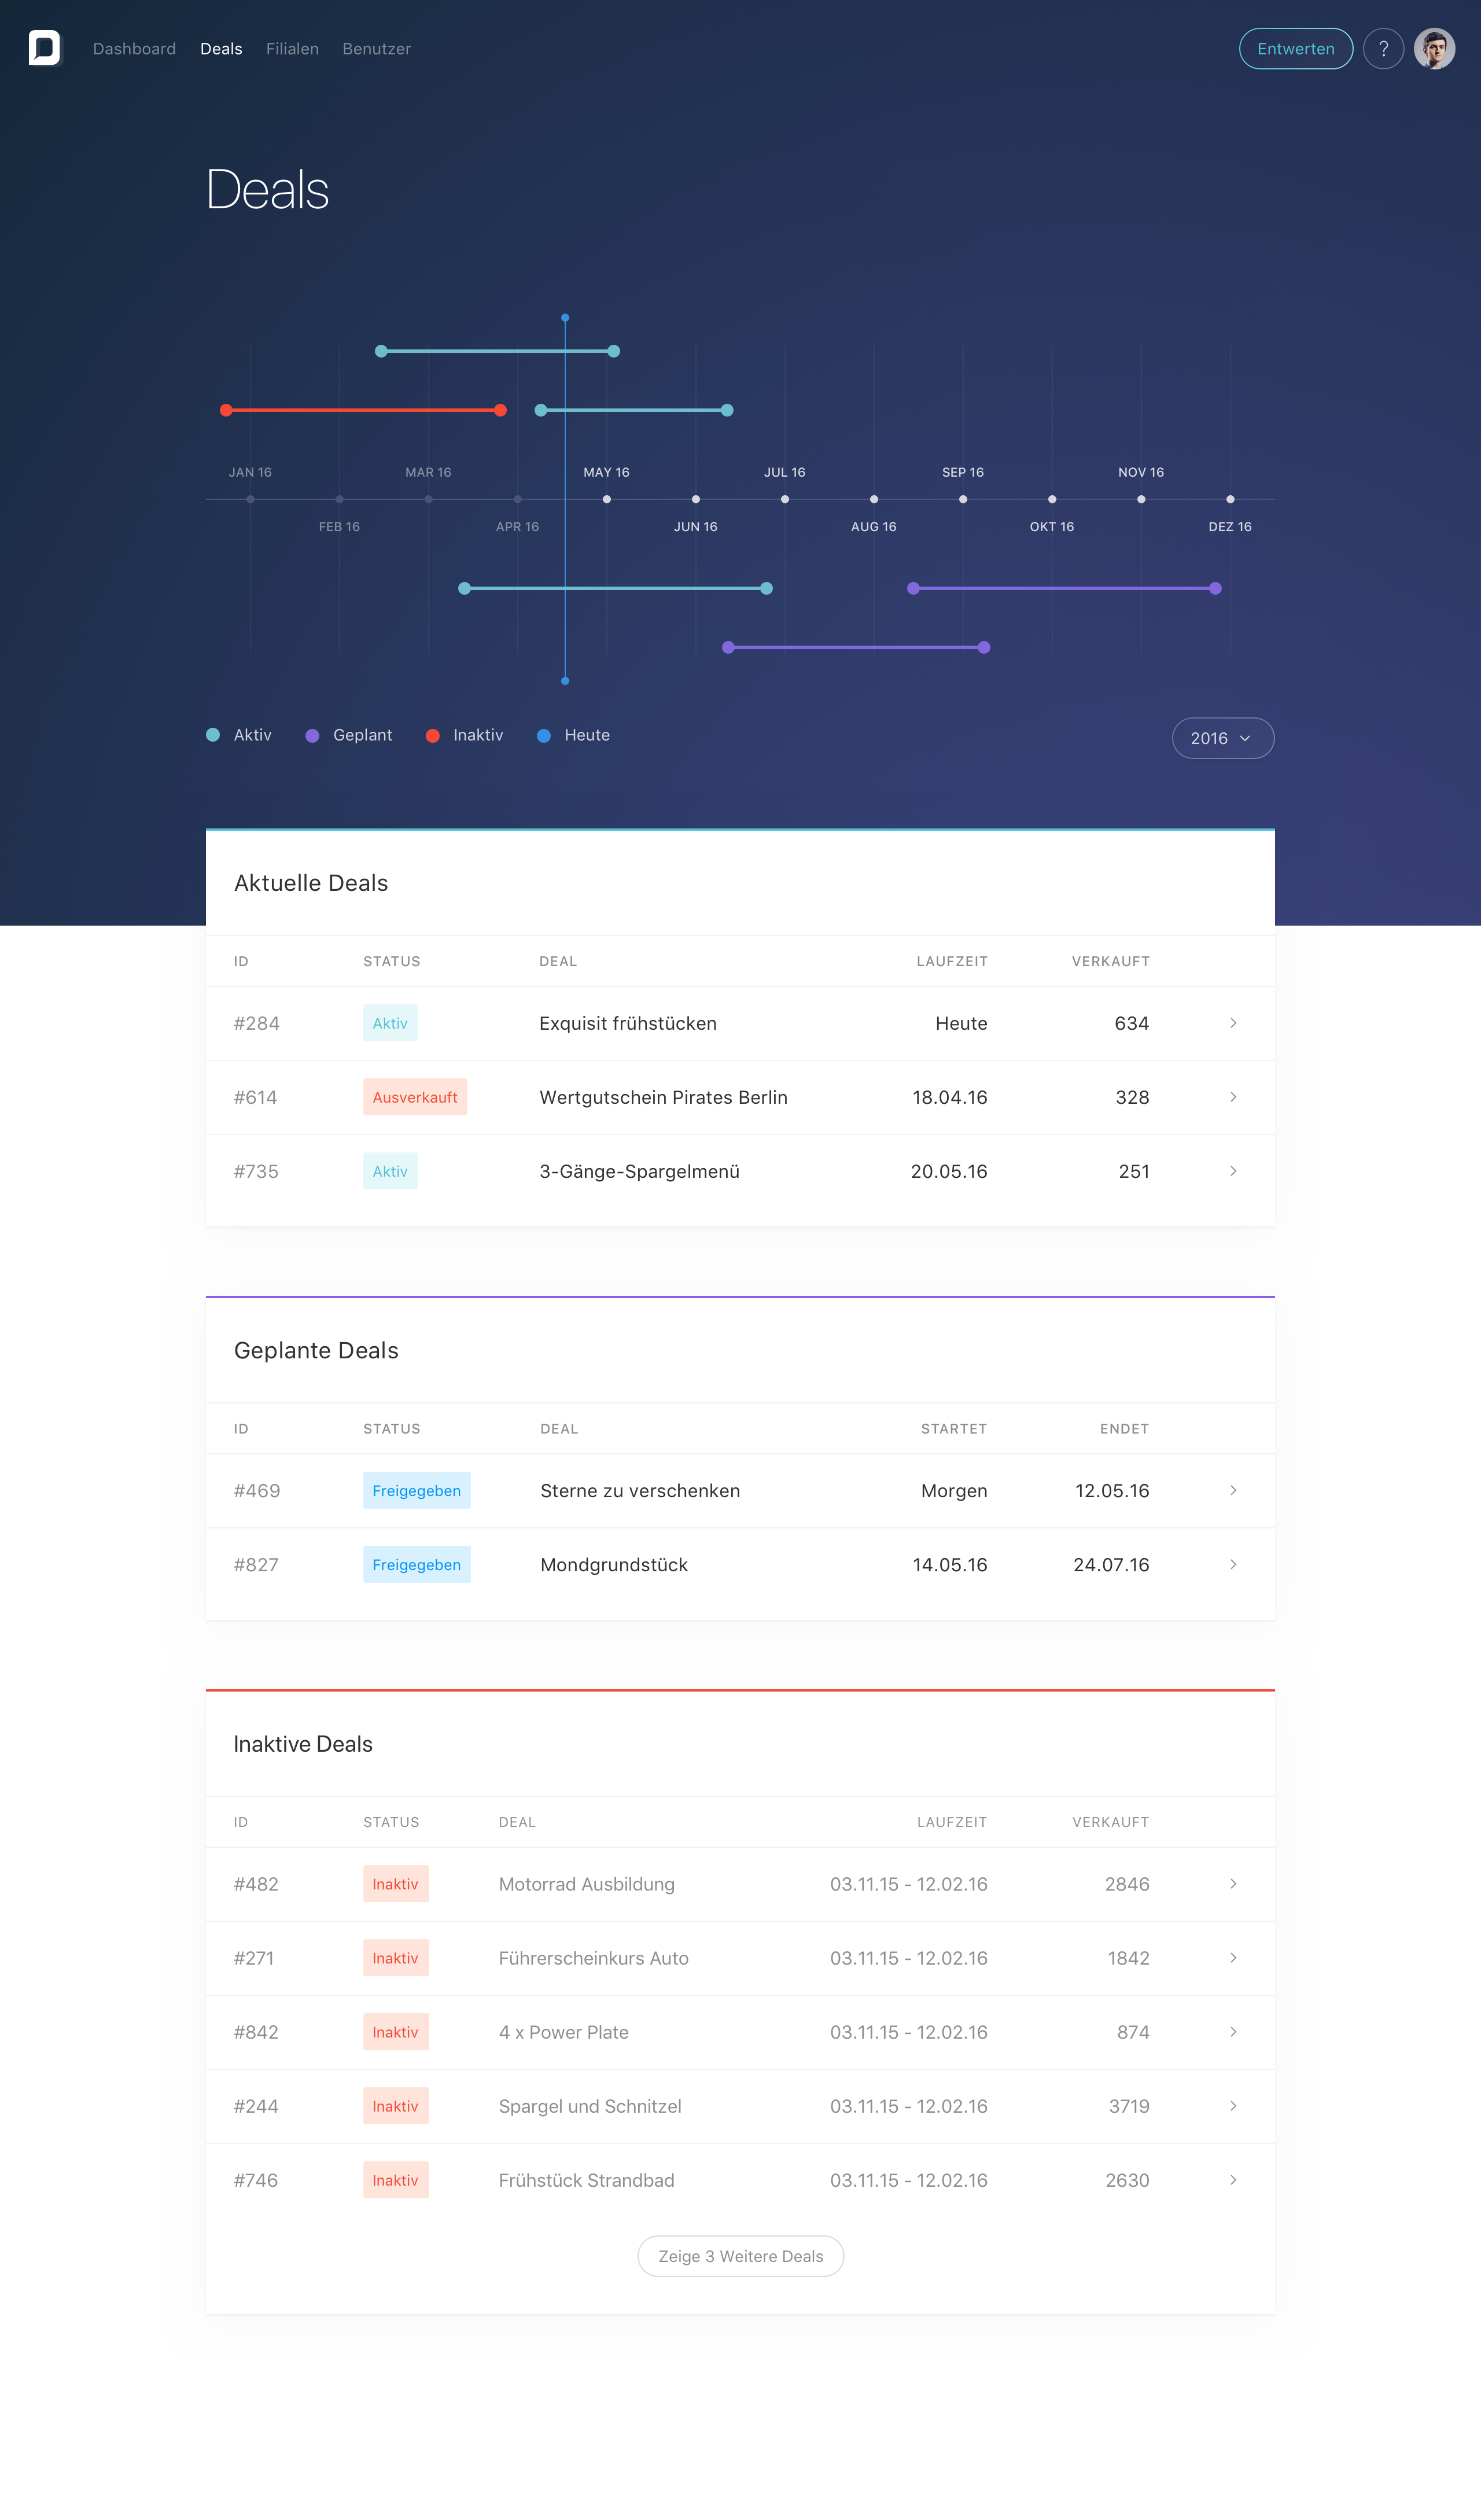 Dashboard Deals Filialen Benutzer Entwerten ?
Deals
JAN 16 MAR 16 MAY 16 JUL 16 SEP 16 NOV 16
FEB 16 APR 16 JUN 16 AUG 16 OKT 16 DEZ 16
Aktiv Geplant Inaktiv Heute 2016
Aktuelle Deals
ID STATUS DEAL LAUFZEIT VERKAUFT
#284 Aktiv Exquisit frühstücken Heute 634
#614 Ausverkauft Wertgutschein Pirates Berlin 18.04.16 328
#735 Aktiv 3-Gänge-Spargelmenü 20.05.16 251
Geplante Deals
ID STATUS DEAL STARTET ENDET
#469 Freigegeben Sterne zu verschenken Morgen 12.05.16
#827 Freigegeben Mondgrundstück 14.05.16 24.07.16
Inaktive Deals
ID STATUS DEAL LAUFZEIT VERKAUFT
#482 Inaktiv Motorrad Ausbildung 03.11.15 - 12.02.16 2846
#271 Inaktiv Führerscheinkurs Auto 03.11.15 - 12.02.16 1842
#842 Inaktiv 4 x Power Plate 03.11.15 - 12.02.16 874
#244 Inaktiv Spargel und Schnitzel 03.11.15 - 12.02.16 3719
#746 Inaktiv Frühstück Strandbad 03.11.15 - 12.02.16 2630
Zeige 3 Weitere Deals